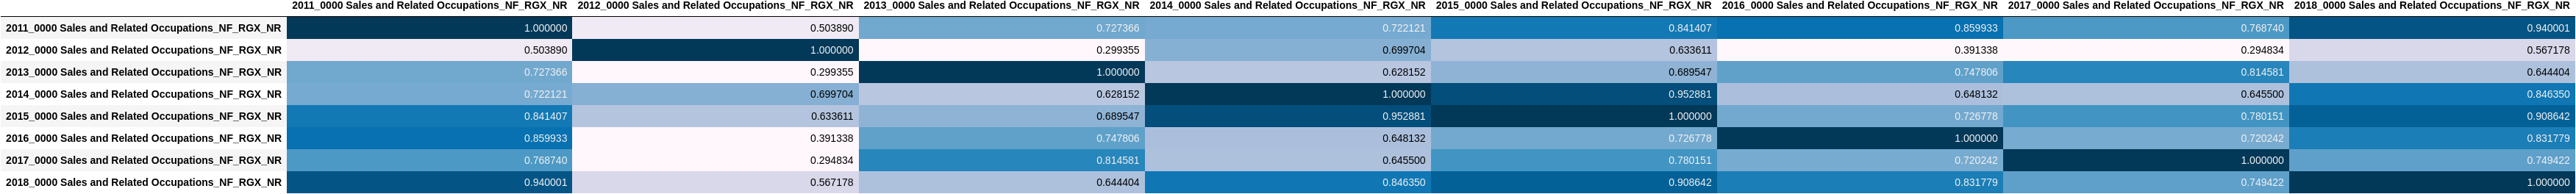 2011_0000 Sales and Related Occupations_NF_RGX_NR 2012_0000 Sales and Related Occupations_NF_RGX_NR 2013_0000 Sales and Related Occupations_NF_RGX_NR 2014_0000 Sales and Related Occupations_NF_RGX_NR 2015_0000 Sales and Related Occupations_NF_RGX_NR 2016_0000 Sales and Related Occupations_NF_RGX_NR 2017_0000 Sales and Related Occupations_NF_RGX_NR 2018_0000 Sales and Related Occupations_NF_RGX_NR
2011_0000 Sales and Related Occupations_NF_RGX_NR 1.000000 0.503890 0.727366 0.722121 0.841407 0.859933 0.768740 0.940001
2012_0000 Sales and Related Occupations_NF_RGX_NR 0.503890 1.000000 0.299355 0.699704 0.633611 0.391338 0.294834 0.567178
2013_0000 Sales and Related Occupations_NF_RGX_NR 0.727366 0.299355 1.000000 0.628152 0.689547 0.747806 0.814581 0.644404
2014_0000 Sales and Related Occupations_NF_RGX_NR 0.722121 0.699704 0.628152 1.000000 0.952881 0.648132 0.645500 0.846350
2015_0000 Sales and Related Occupations_NF_RGX_NR 0.841407 0.633611 0.689547 0.952881 1.000000 0.726778 0.780151 0.908642
2016_0000 Sales and Related Occupations_NF_RGX_NR 0.859933 0.391338 0.747806 0.648132 0.726778 1.000000 0.720242 0.831779
2017_0000 Sales and Related Occupations_NF_RGX_NR 0.768740 0.294834 0.814581 0.645500 0.780151 0.720242 1.000000 0.749422
2018_0000 Sales and Related Occupations_NF_RGX_NR 0.940001 0.567178 0.644404 0.846350 0.908642 0.831779 0.749422 1.000000